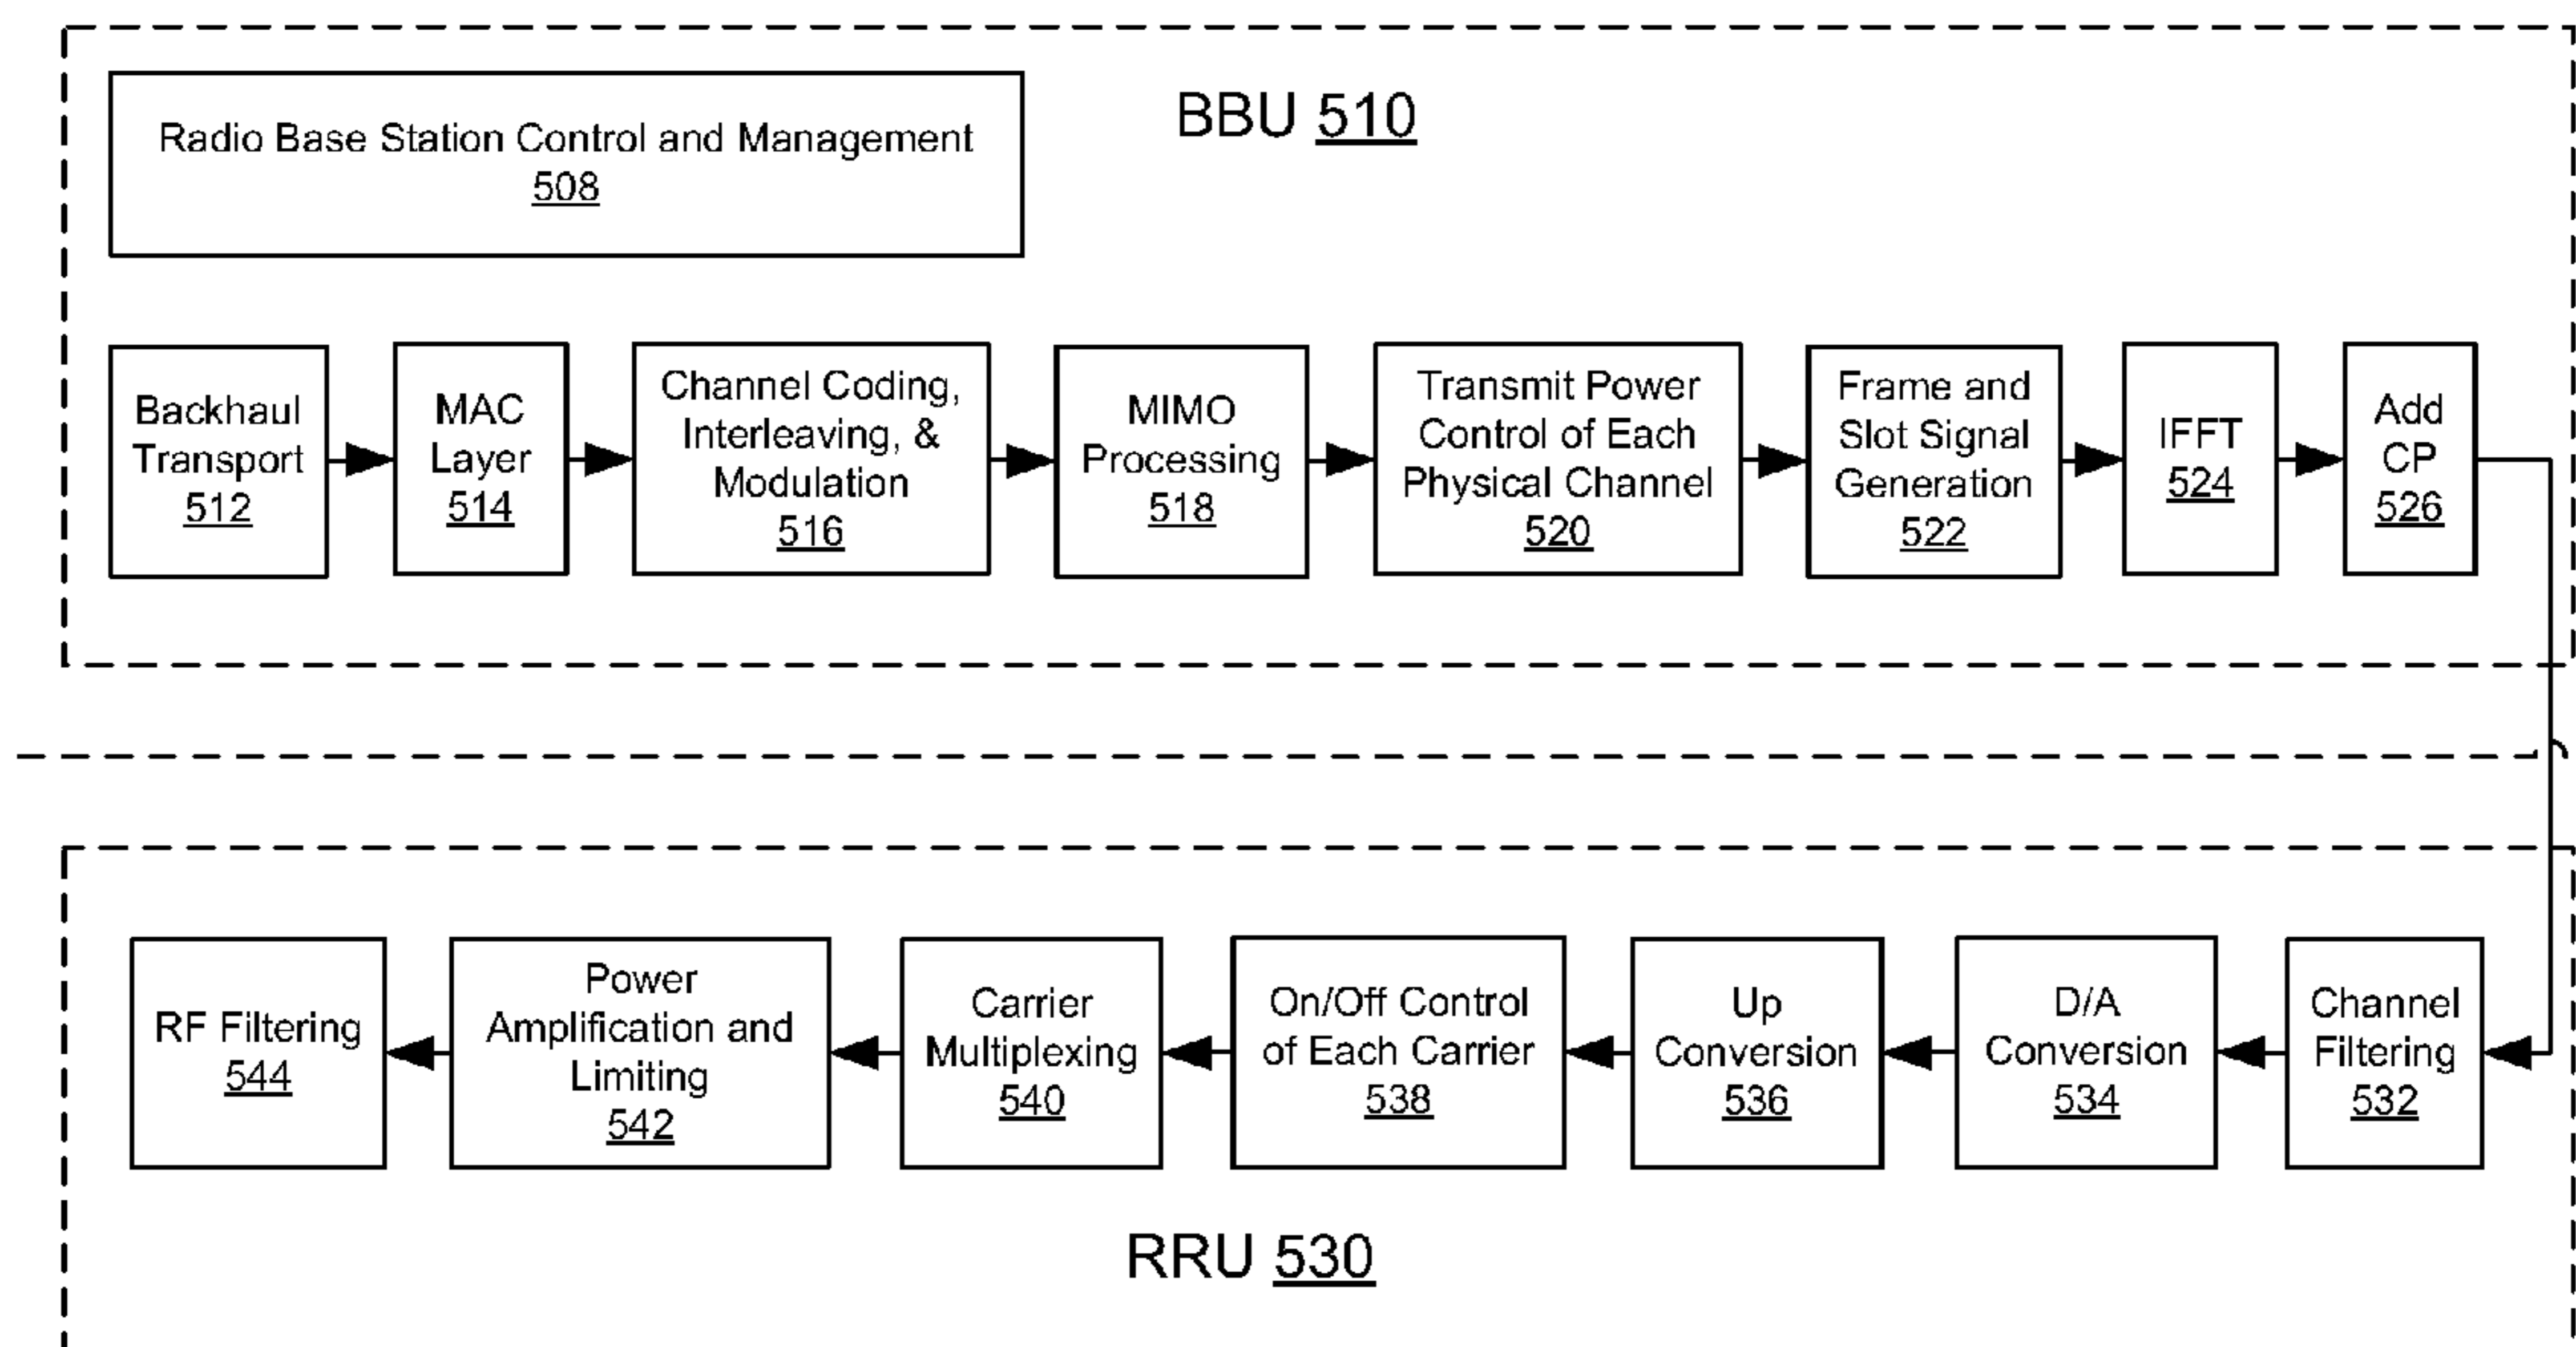 Radio Base Station Control and Management
508
BBU 510
Backhaul
Transport
512
MAC
Layer
514
Channel Coding,
Interleaving, &
Modulation
516
MIMO
Processing
518
Transmit Power
Control of Each
Physical Channel
520
Frame and
Slot Signal
Generation
522
IFFT
524
Add
CP
526
RF Filtering
544
Power
Amplification and
Limiting
542
Carrier
Multiplexing
540
On/Off Control
of Each Carrier
538
Up
Conversion
536
D/A
Conversion
534
Channel
Filtering
532
RRU 530